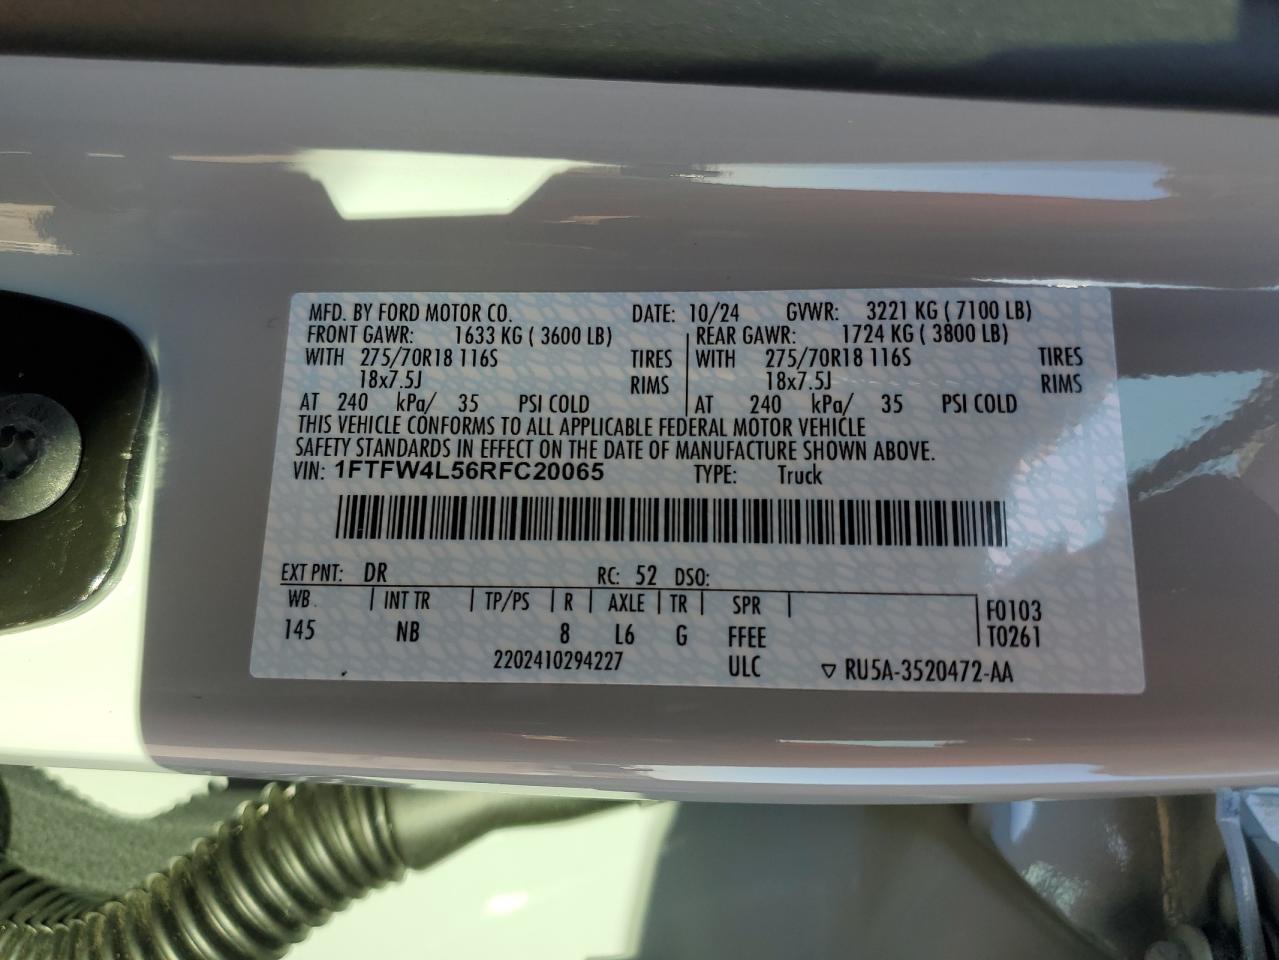 MFD. BY FORD MOTOR CO. DATE: 10/24 GVWR: 3221 KG ( 7100 LB)
FRONT GAWR: 1633 KG ( 3600 LB) REAR GAWR: 1724 KG ( 3800 LB)
WITH 275/70R18 116S TIRES WITH 275/70R18 116S TIRES
18x7.5J RIMS 18x7.5J RIMS
AT 240 kPa/ 35 PSI COLD AT 240 kPa/ 35 PSI COLD
THIS VEHICLE CONFORMS TO ALL APPLICABLE FEDERAL MOTOR VEHICLE
SAFETY STANDARDS IN EFFECT ON THE DATE OF MANUFACTURE SHOWN ABOVE.
VIN: 1FTFW4L56RFC20065 TYPE: Truck
EXT PNT: DR RC: 52 DSO:
WB INT TR TP/PS R AXLE TR SPR F0103
145 NB 8 L6 G FFEE T0261
2202410294227 ULC ▽ RU5A-3520472-AA